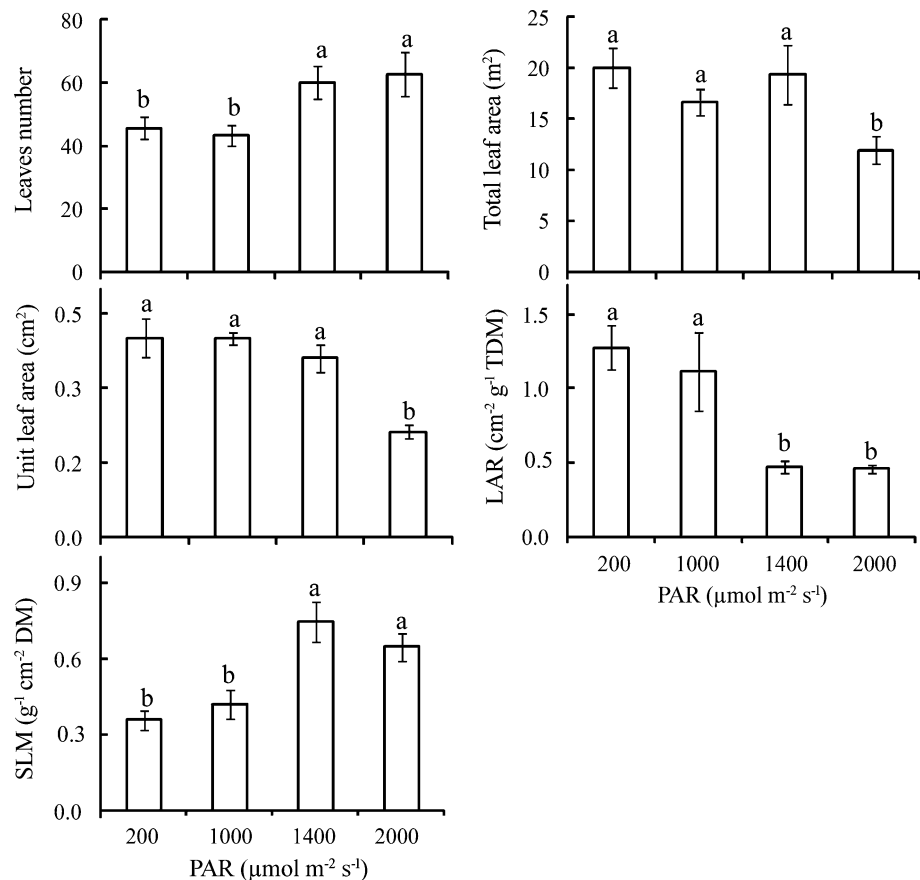 Leaves number
80
60
40
20
0
b
b
a
a
Total leaf area (m²)
25
20
15
10
5
0
a
a
a
b
Unit leaf area (cm²)
0.5
0.3
0.2
0.0
a
a
a
b
LAR (cm⁻² g⁻¹ TDM)
1.5
1.0
0.5
0.0
a
a
b
b
200 1000 1400 2000
PAR (µmol m⁻² s⁻¹)
SLM (g⁻¹ cm⁻² DM)
0.9
0.6
0.3
0.0
b
b
a
a
200 1000 1400 2000
PAR (µmol m⁻² s⁻¹)